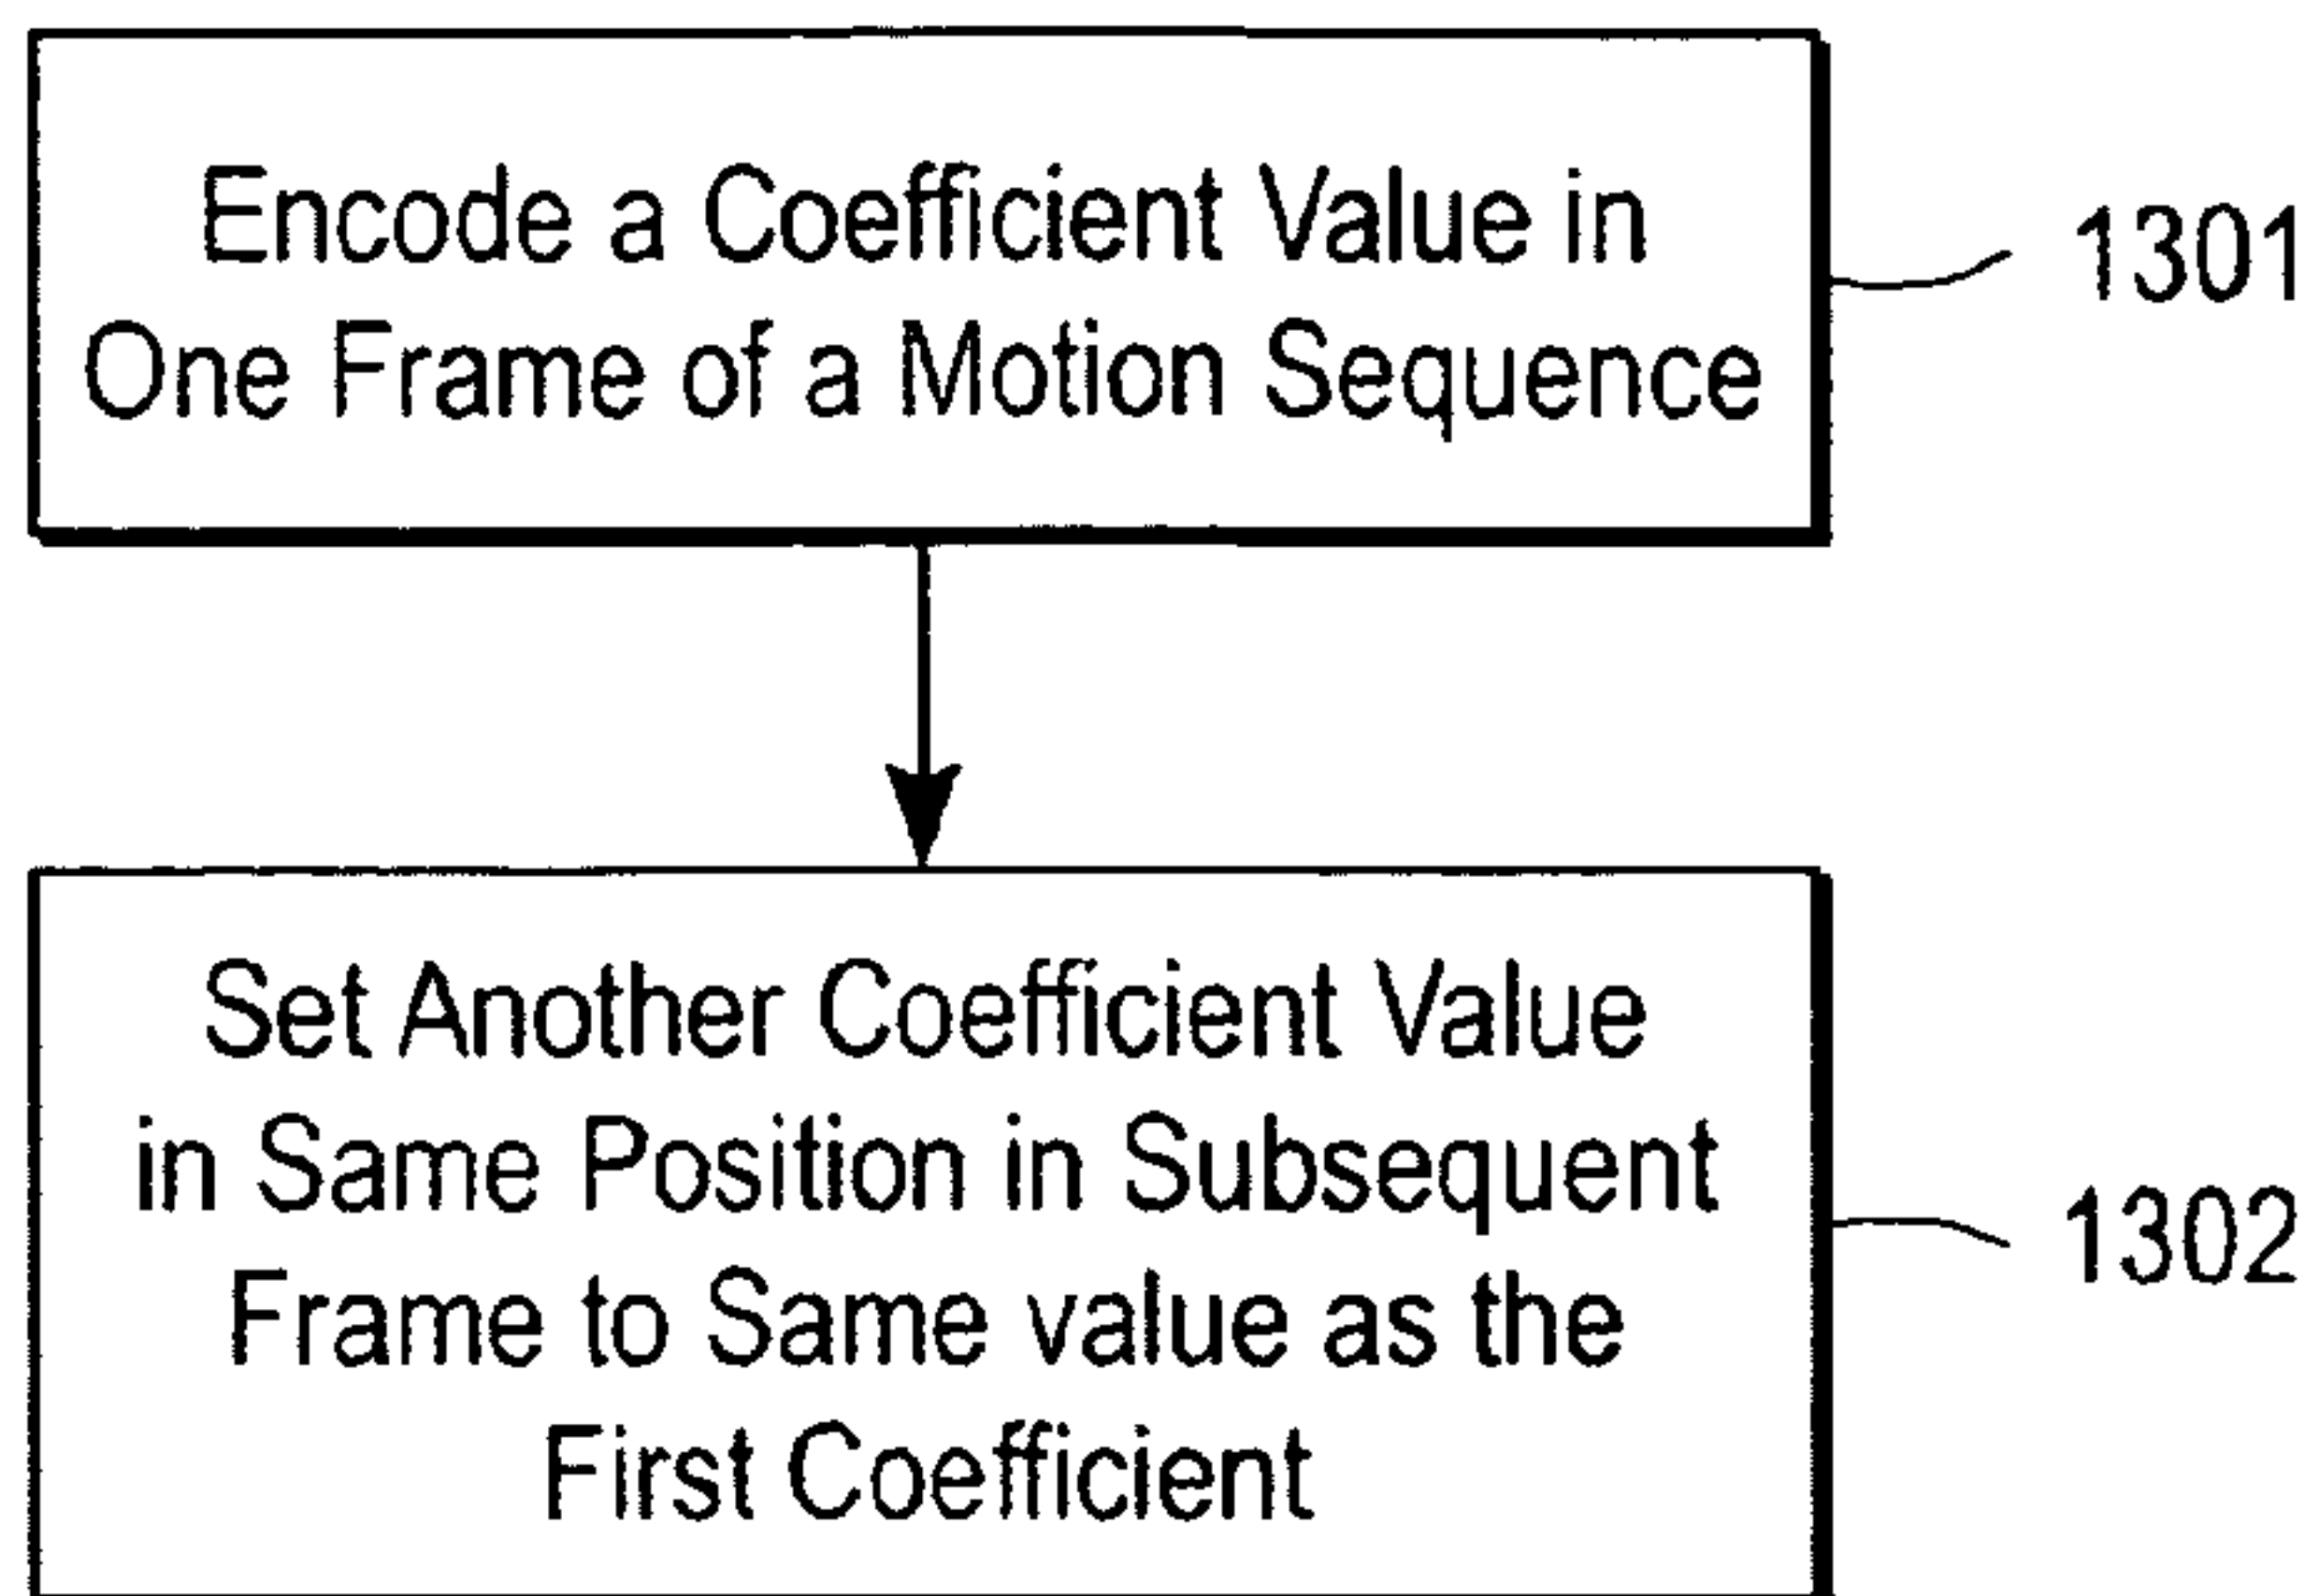 Encode a Coefficient Value in
One Frame of a Motion Sequence
1301
Set Another Coefficient Value
in Same Position in Subsequent
Frame to Same value as the
First Coefficient
1302